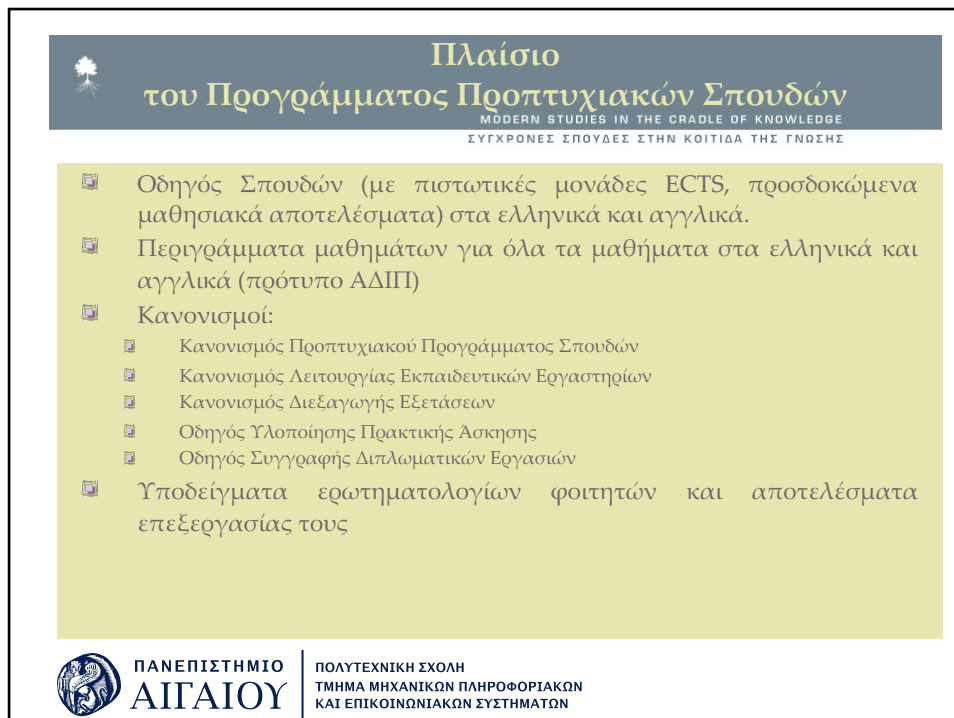 Πλαίσιο
του Προγράμματος Προπτυχιακών Σπουδών
MODERN STUDIES IN THE CRADLE OF KNOWLEDGE
ΣΥΓΧΡΟΝΕΣ ΣΠΟΥΔΕΣ ΣΤΗΝ ΚΟΙΤΙΔΑ ΤΗΣ ΓΝΩΣΗΣ
Οδηγός Σπουδών (με πιστωτικές μονάδες ECTS, προσδοκώμενα
μαθησιακά αποτελέσματα) στα ελληνικά και αγγλικά.
Περιγράμματα μαθημάτων για όλα τα μαθήματα στα ελληνικά και
αγγλικά (πρότυπο ΑΔΙΠ)
Κανονισμοί:
Κανονισμός Προπτυχιακού Προγράμματος Σπουδών
Κανονισμός Λειτουργίας Εκπαιδευτικών Εργαστηρίων
Κανονισμός Διεξαγωγής Εξετάσεων
Οδηγός Υλοποίησης Πρακτικής Άσκησης
Οδηγός Συγγραφής Διπλωματικών Εργασιών
Υποδείγματα ερωτηματολογίων φοιτητών και αποτελέσματα
επεξεργασίας τους
ΠΑΝΕΠΙΣΤΗΜΙΟ
ΑΙΓΑΙΟΥ
ΠΟΛΥΤΕΧΝΙΚΗ ΣΧΟΛΗ
ΤΜΗΜΑ ΜΗΧΑΝΙΚΩΝ ΠΛΗΡΟΦΟΡΙΑΚΩΝ
ΚΑΙ ΕΠΙΚΟΙΝΩΝΙΑΚΩΝ ΣΥΣΤΗΜΑΤΩΝ